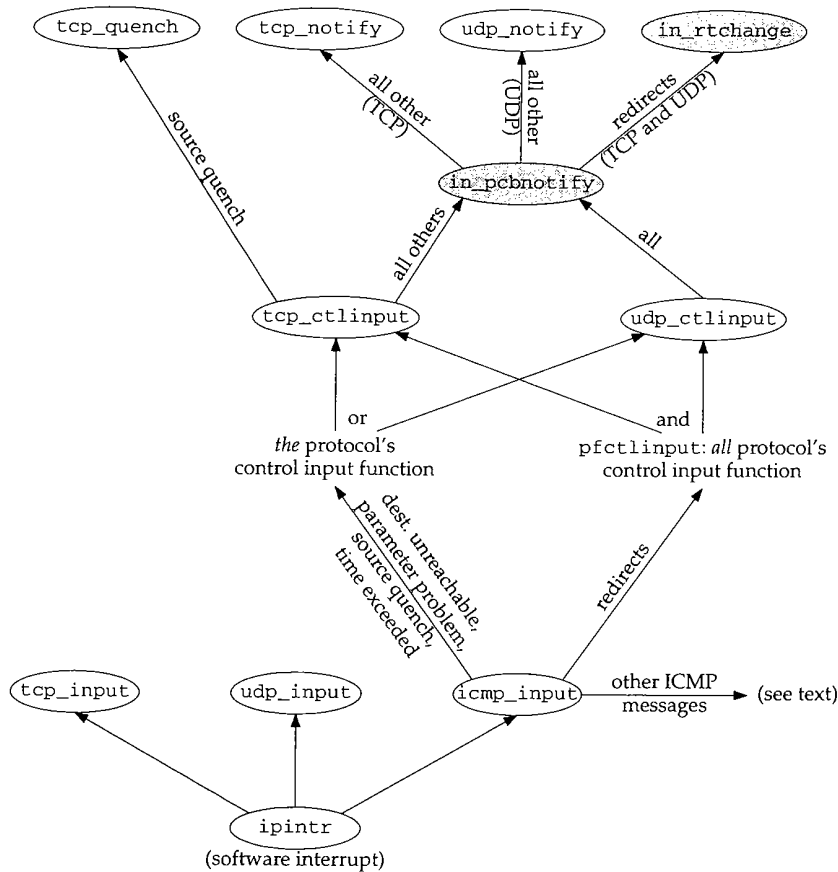 tcp_quench
tcp_notify
udp_notify
in_rtchange
source quench
all other
(TCP)
all other
(UDP)
redirects
(TCP and UDP)
in_pcbnotify
all others
all
tcp_ctlinput
udp_ctlinput
or
and
the protocol's
control input function
pfctlinput: all protocol's
control input function
dest. unreachable,
parameter problem,
source quench,
time exceeded
redirects
tcp_input
udp_input
icmp_input
other ICMP
messages
(see text)
ipintr
(software interrupt)